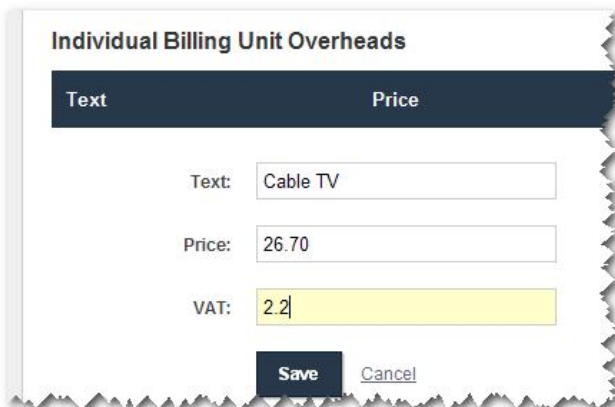 Individual Billing Unit Overheads
Text Price
Text: Cable TV
Price: 26.70
VAT: 2.2
Save Cancel